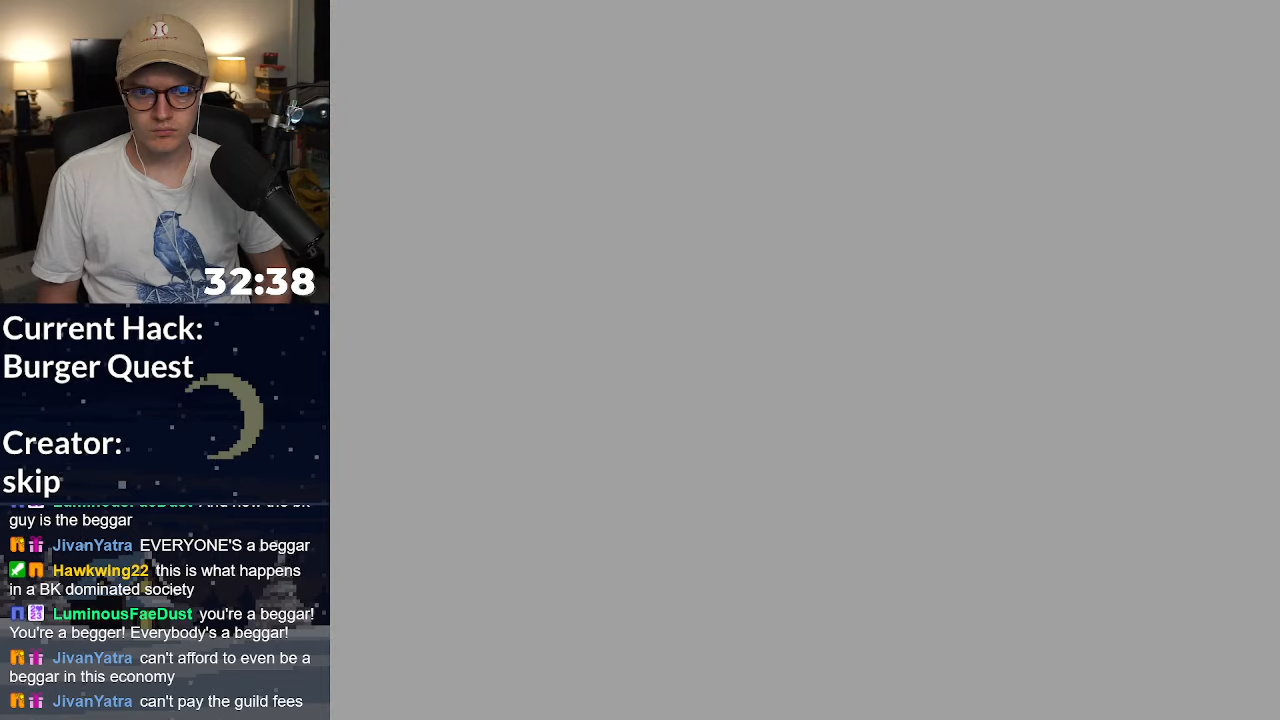 32:38
Current Hack:
Burger Quest
Creator:
skip
guy is the beggar
JivanYatra EVERYONE'S a beggar
Hawkwing22 this is what happens
in a BK dominated society
LuminousFaeDust you're a beggar!
You're a begger! Everybody's a beggar!
JivanYatra can't afford to even be a
beggar in this economy
JivanYatra can't pay the guild fees